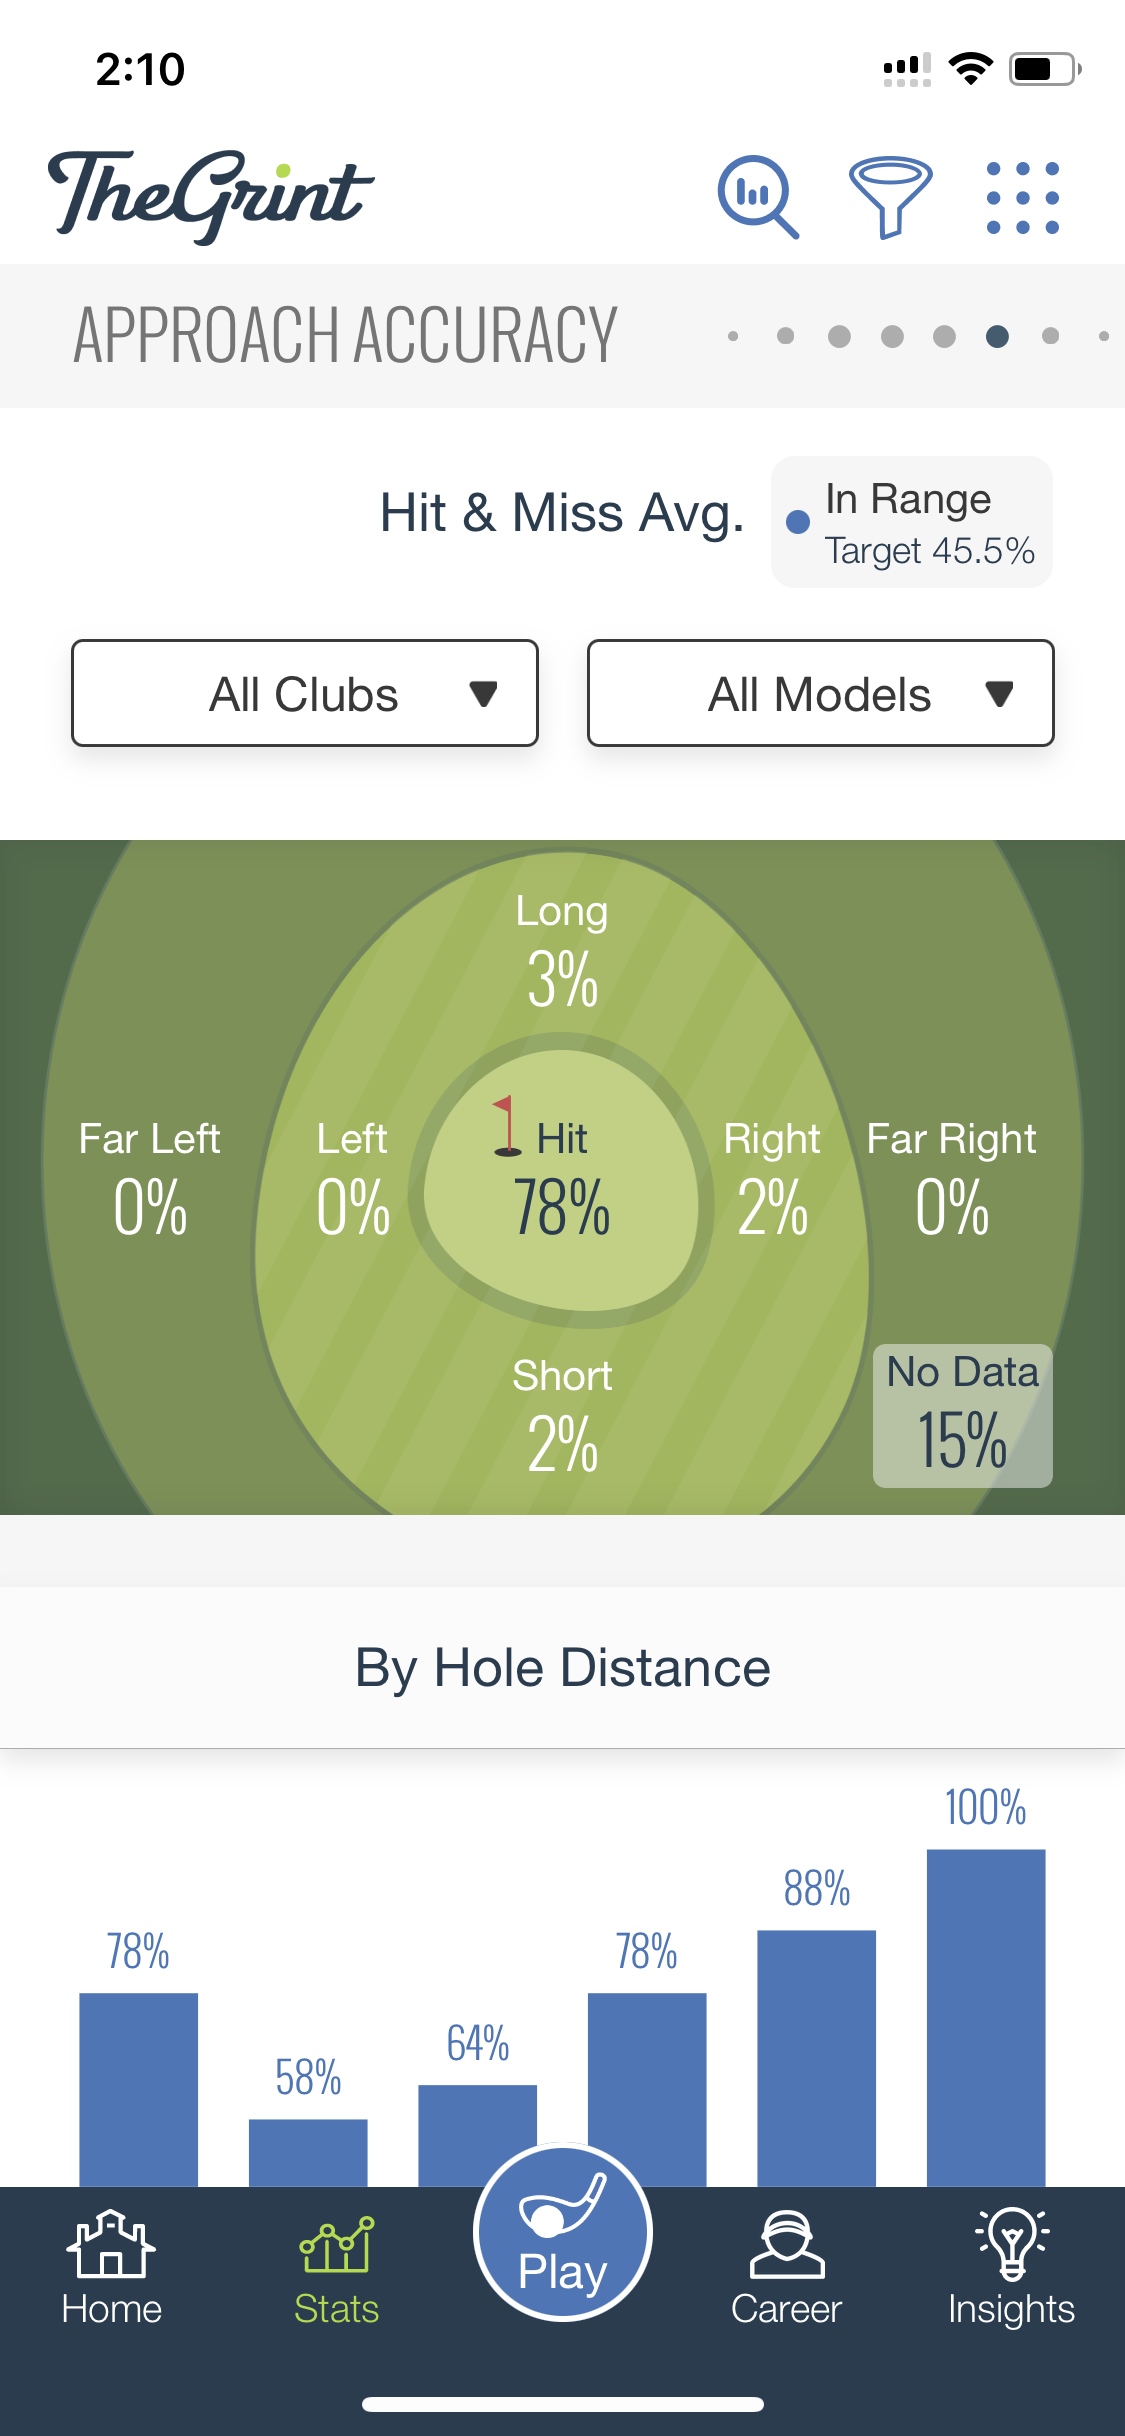 2:10
TheGrint
APPROACH ACCURACY
Hit & Miss Avg.
In Range
Target 45.5%
All Clubs
All Models
Long
3%
Far Left
0%
Left
0%
Hit
78%
Right
2%
Far Right
0%
Short
2%
No Data
15%
By Hole Distance
78%
58%
64%
78%
88%
100%
Home
Stats
Play
Career
Insights